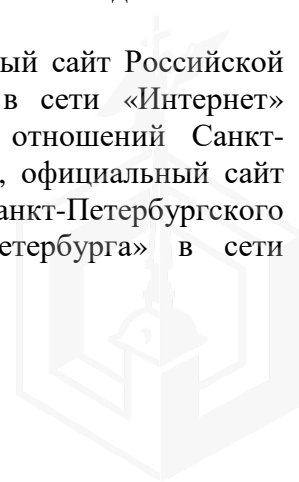 ый сайт Российской
в сети «Интернет»
отношений Санкт-
, официальный сайт
анкт-Петербургского
етербурга» в сети